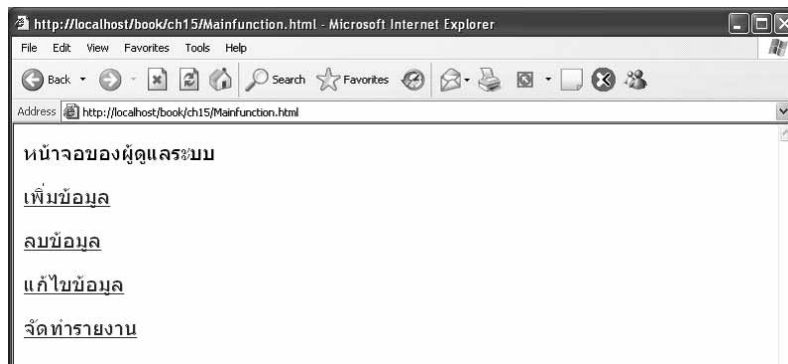 http://localhost/book/ch15/Mainfunction.html - Microsoft Internet Explorer
File Edit View Favorites Tools Help
Back Search Favorites
Address http://localhost/book/ch15/Mainfunction.html
หน้าจอของผู้ดูแลระบบ
เพิ่มข้อมูล
ลบข้อมูล
แก้ไขข้อมูล
จัดทำรายงาน